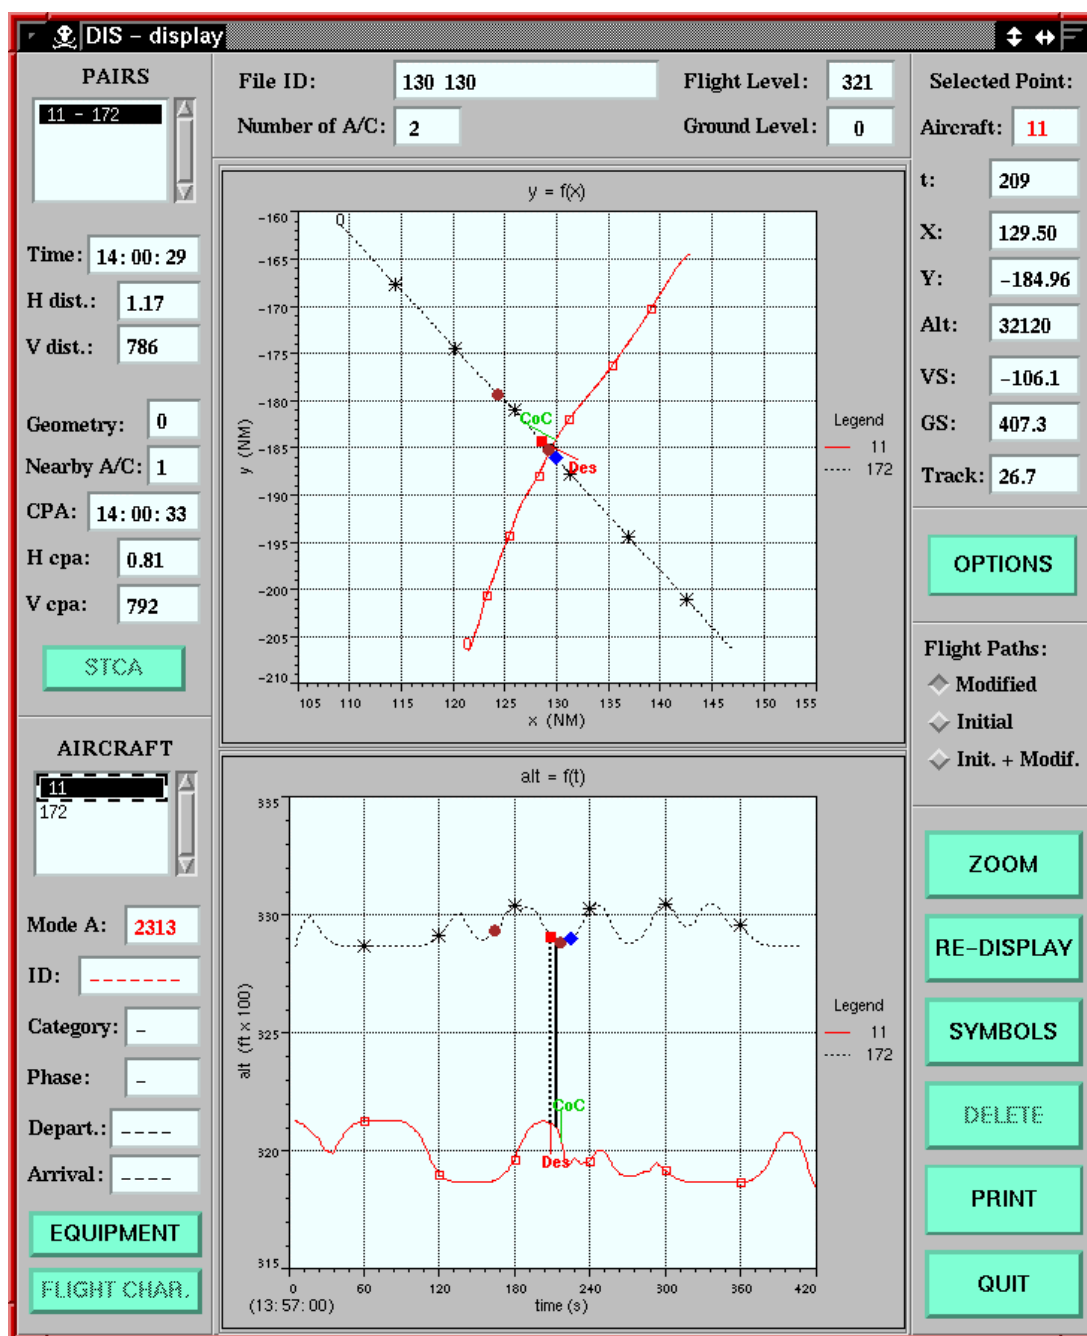 DIS – display
PAIRS
11 – 172
Time: 14:00:29
H dist.: 1.17
V dist.: 786
Geometry: 0
Nearby A/C: 1
CPA: 14:00:33
H cpa: 0.81
V cpa: 792
STCA
AIRCRAFT
11
172
Mode A: 2313
ID: –––––––
Category: –
Phase: –
Depart.: ––––
Arrival: ––––
EQUIPMENT
FLIGHT CHAR.
File ID: 130 130
Flight Level: 321
Number of A/C: 2
Ground Level: 0
y = f(x)
y (NM)
−160
−165
−170
−175
−180
−185
−190
−195
−200
−205
−210
105 110 115 120 125 130 135 140 145 150 155
x (NM)
0
CoC
Des
0
Legend
11
172
alt = f(t)
alt (ft x 100)
335
330
325
320
315
0 60 120 180 240 300 360 420
(13:57:00)
time (s)
CoC
Des
Legend
11
172
Selected Point:
Aircraft: 11
t: 209
X: 129.50
Y: −184.96
Alt: 32120
VS: −106.1
GS: 407.3
Track: 26.7
OPTIONS
Flight Paths:
Modified
Initial
Init. + Modif.
ZOOM
RE–DISPLAY
SYMBOLS
DELETE
PRINT
QUIT